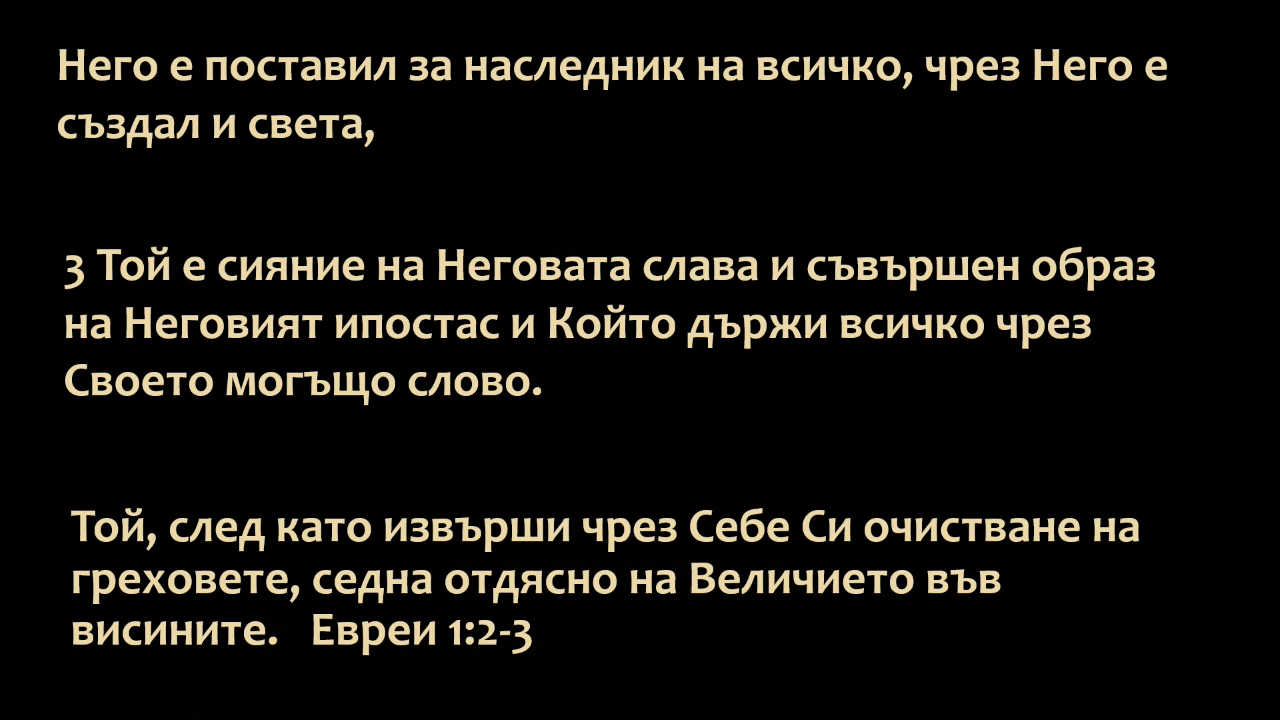 Него е поставил за наследник на всичко, чрез Него е
създал и света,
3 Той е сияние на Неговата слава и съвършен образ
на Неговият ипостас и Който държи всичко чрез
Своето могъщо слово.
Той, след като извърши чрез Себе Си очистване на
греховете, седна отдясно на Величието във
висините.   Евреи 1:2-3